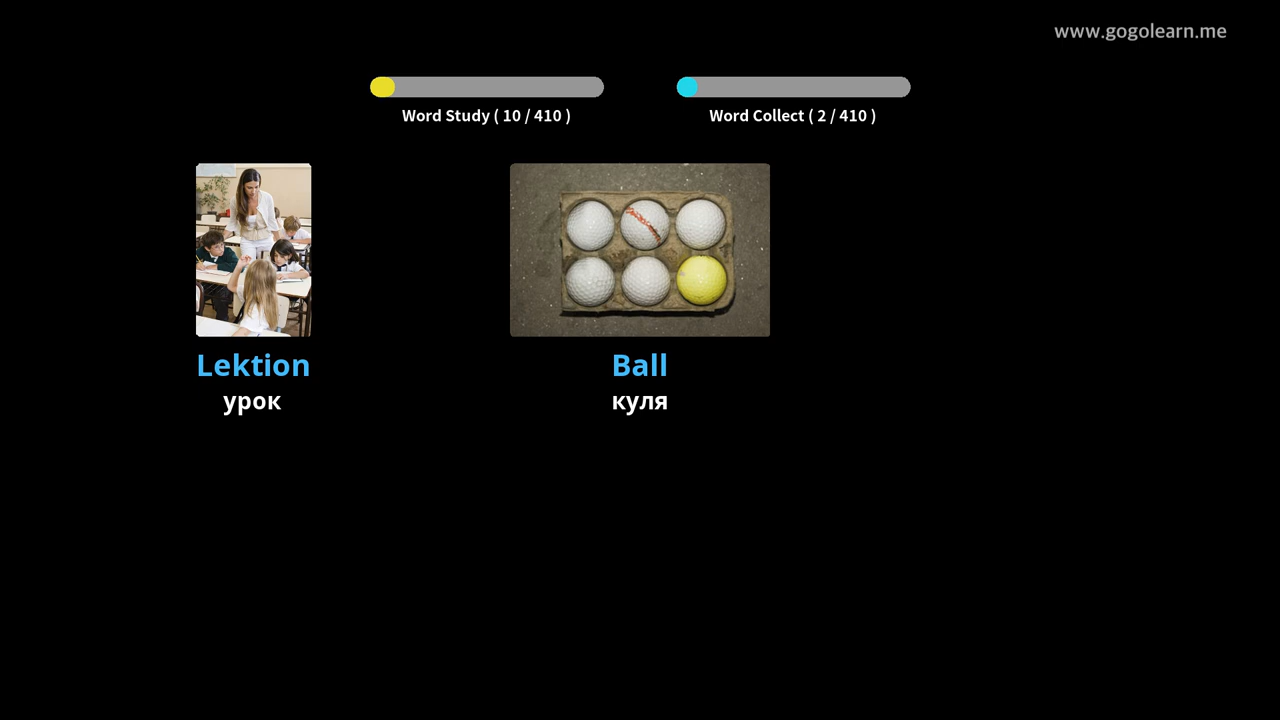 www.gogolearn.me
Word Study ( 10 / 410 )
Word Collect ( 2 / 410 )
Lektion
урок
Ball
куля